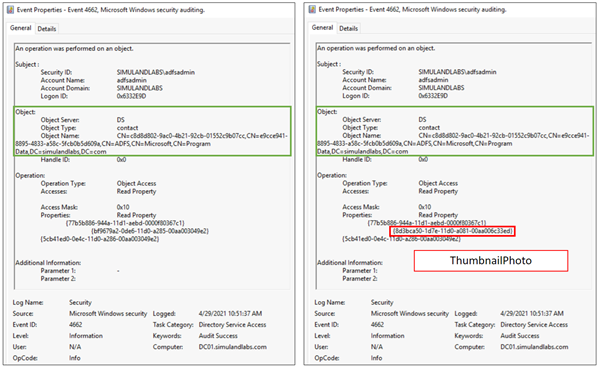 Event Properties - Event 4662, Microsoft Windows security auditing.
General Details
An operation was performed on an object.
Subject :
Security ID: SIMULANDLABS\adfsadmin
Account Name: adfsadmin
Account Domain: SIMULANDLABS
Logon ID: 0x6332E9D
Object:
Object Server: DS
Object Type: contact
Object Name: CN=c8d8d802-9ac0-4b21-92cb-01552c9b07cc,CN=e9cce941-
8895-4833-a58c-5fcb0b5d609a,CN=ADFS,CN=Microsoft,CN=Program
Data,DC=simulandlabs,DC=com
Handle ID: 0x0
Operation:
Operation Type: Object Access
Accesses: Read Property
Access Mask: 0x10
Properties: Read Property
{77b5b886-944a-11d1-aebd-0000f80367c1}
{bf9679a2-0de6-11d0-a285-00aa003049e2}
{5cb41ed0-0e4c-11d0-a286-00aa003049e2}
Additional Information:
Parameter 1: -
Parameter 2:
Log Name: Security
Source: Microsoft Windows security Logged: 4/29/2021 10:51:37 AM
Event ID: 4662 Task Category: Directory Service Access
Level: Information Keywords: Audit Success
User: N/A Computer: DC01.simulandlabs.com
OpCode: Info
Event Properties - Event 4662, Microsoft Windows security auditing.
General Details
An operation was performed on an object.
Subject :
Security ID: SIMULANDLABS\adfsadmin
Account Name: adfsadmin
Account Domain: SIMULANDLABS
Logon ID: 0x6332E9D
Object:
Object Server: DS
Object Type: contact
Object Name: CN=c8d8d802-9ac0-4b21-92cb-01552c9b07cc,CN=e9cce941-
8895-4833-a58c-5fcb0b5d609a,CN=ADFS,CN=Microsoft,CN=Program
Data,DC=simulandlabs,DC=com
Handle ID: 0x0
Operation:
Operation Type: Object Access
Accesses: Read Property
Access Mask: 0x10
Properties: Read Property
{77b5b886-944a-11d1-aebd-0000f80367c1}
{8d3bca50-1d7e-11d0-a081-00aa006c33ed}
{5cb41ed0-0e4c-11d0-a286-00aa003049e2}
Additional Information:
Parameter 1:
Parameter 2:
ThumbnailPhoto
Log Name: Security
Source: Microsoft Windows security Logged: 4/29/2021 10:51:37 AM
Event ID: 4662 Task Category: Directory Service Access
Level: Information Keywords: Audit Success
User: N/A Computer: DC01.simulandlabs.com
OpCode: Info